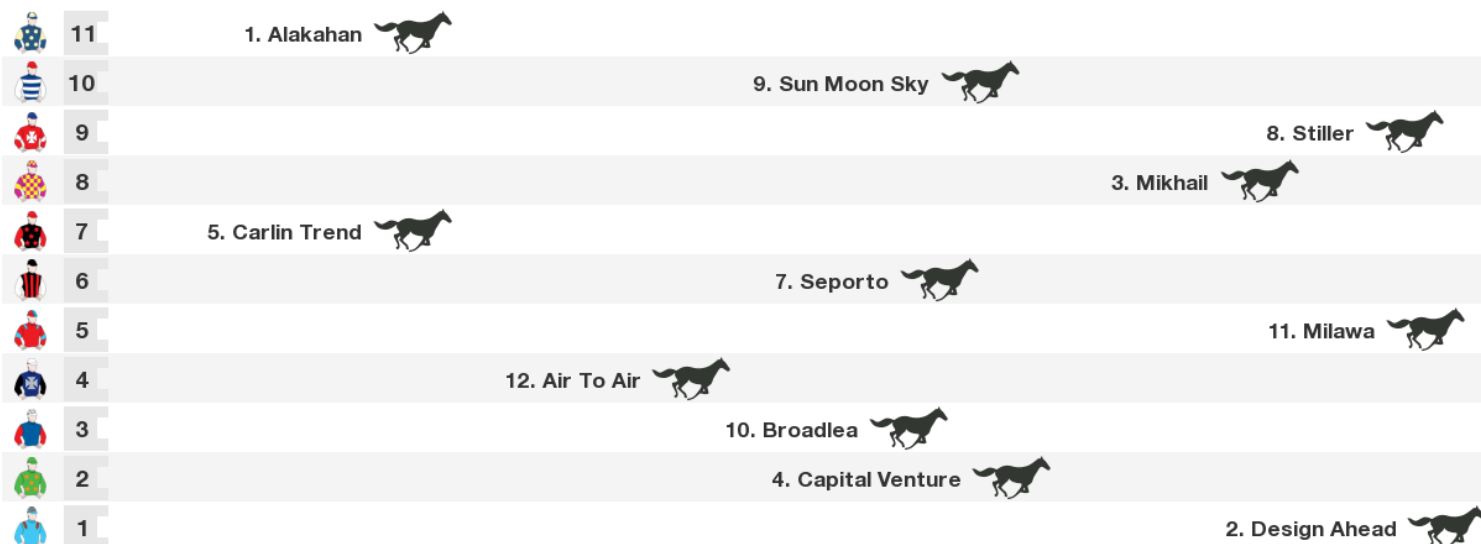 11 1. Alakahan
10 9. Sun Moon Sky
9 8. Stiller
8 3. Mikhail
7 5. Carlin Trend
6 7. Seporto
5 11. Milawa
4 12. Air To Air
3 10. Broadlea
2 4. Capital Venture
1 2. Design Ahead